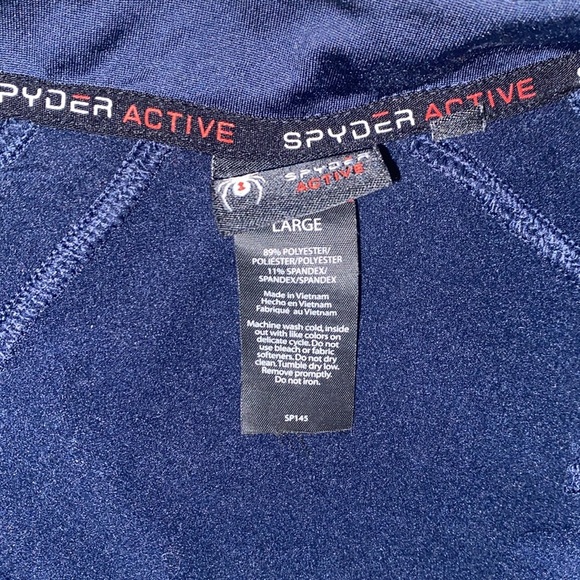 SPYDER ACTIVE SPYDER ACTIVE
SPYDER
ACTIVE
LARGE
89% POLYESTER/
POLIÉSTER/POLYESTER
11% SPANDEX/
SPANDEX/SPANDEX
Made in Vietnam
Hecho en Vietnam
Fabriqué au Vietnam
Machine wash cold, inside
out with like colors on
delicate cycle. Do not
use bleach or fabric
softeners. Do not dry
clean. Tumble dry low.
Remove promptly.
Do not iron.
SP145